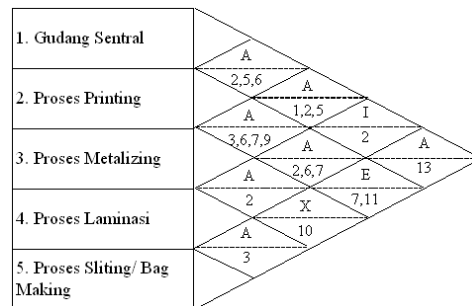 1. Gudang Sentral
A
2,5,6
2. Proses Printing
A
1,2,5
A
3,6,7,9
I
2
3. Proses Metalizing
A
2,6,7
A
13
A
2
E
7,11
4. Proses Laminasi
X
10
A
3
5. Proses Sliting/ Bag
Making